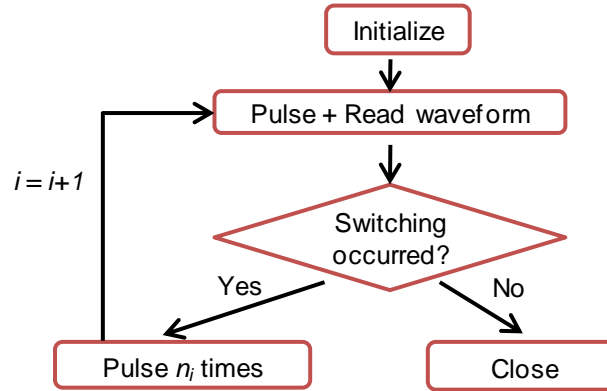 Initialize
Pulse + Read waveform
i = i+1
Switching
occurred?
Yes
No
Pulse nᵢ times
Close